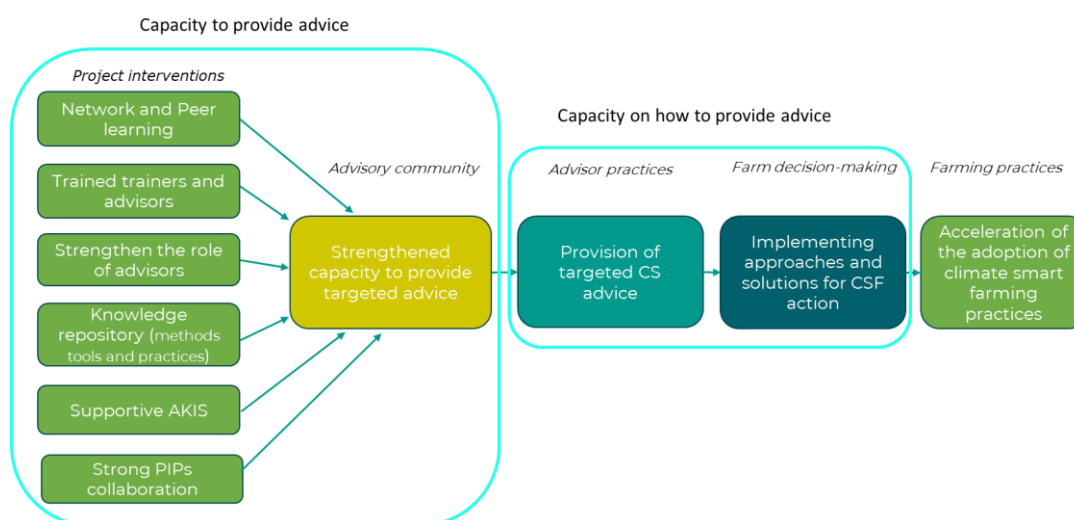 Capacity to provide advice
Project interventions
Network and Peer
learning
Trained trainers and
advisors
Strengthen the role
of advisors
Knowledge
repository (methods
tools and practices)
Supportive AKIS
Strong PIPs
collaboration
Advisory community
Strengthened
capacity to provide
targeted advice
Capacity on how to provide advice
Advisor practices
Provision of
targeted CS
advice
Farm decision-making
Implementing
approaches and
solutions for CSF
action
Farming practices
Acceleration of
the adoption of
climate smart
farming
practices